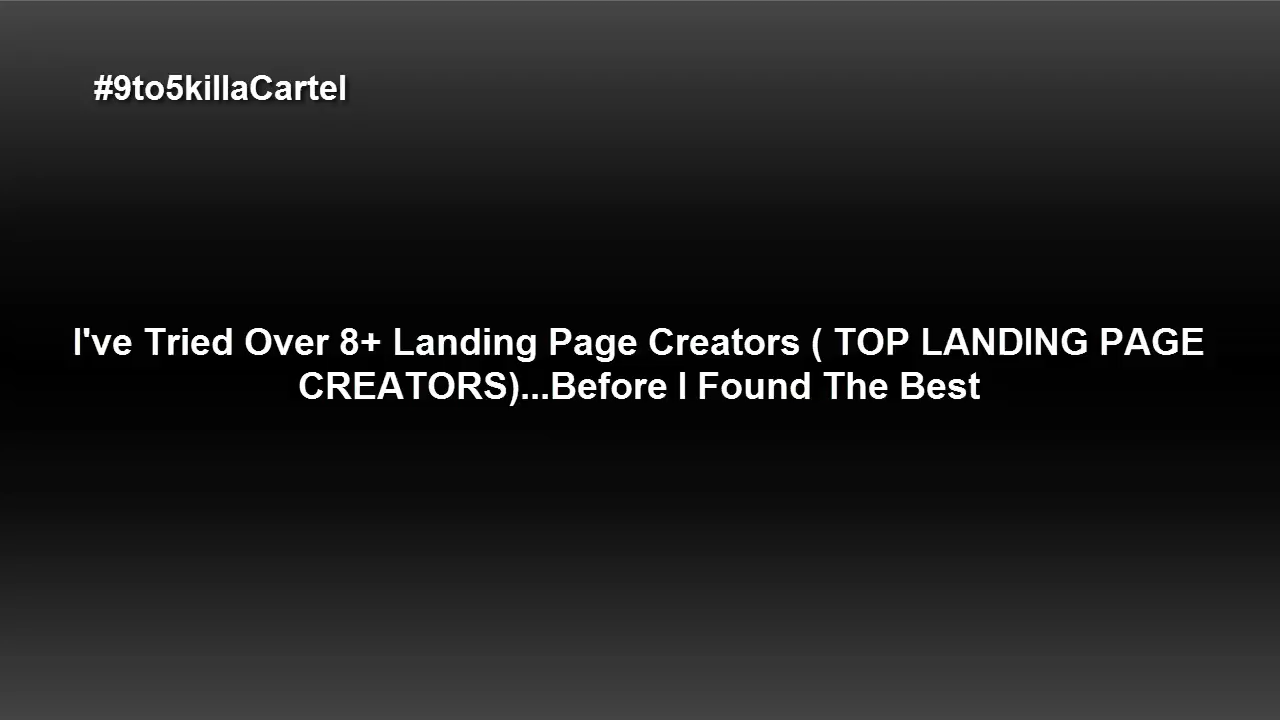 #9to5killaCartel
I've Tried Over 8+ Landing Page Creators ( TOP LANDING PAGE
CREATORS)...Before I Found The Best